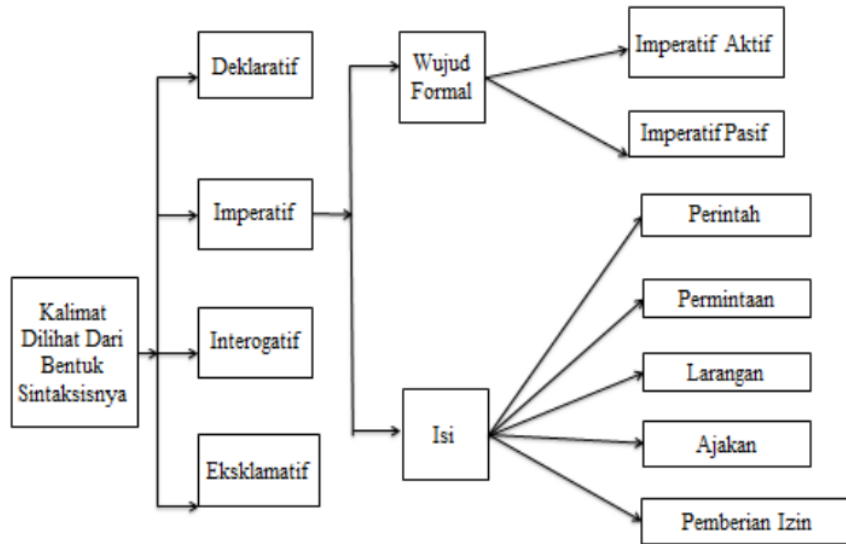 Kalimat
Dilihat Dari
Bentuk
Sintaksisnya
Deklaratif
Imperatif
Interogatif
Eksklamatif
Wujud
Formal
Isi
Imperatif Aktif
Imperatif Pasif
Perintah
Permintaan
Larangan
Ajakan
Pemberian Izin